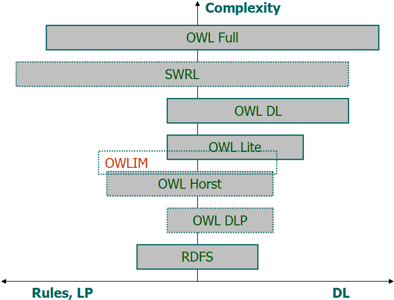 Complexity
OWL Full
SWRL
OWL DL
OWL Lite
OWLIM
OWL Horst
OWL DLP
RDFS
Rules, LP
DL